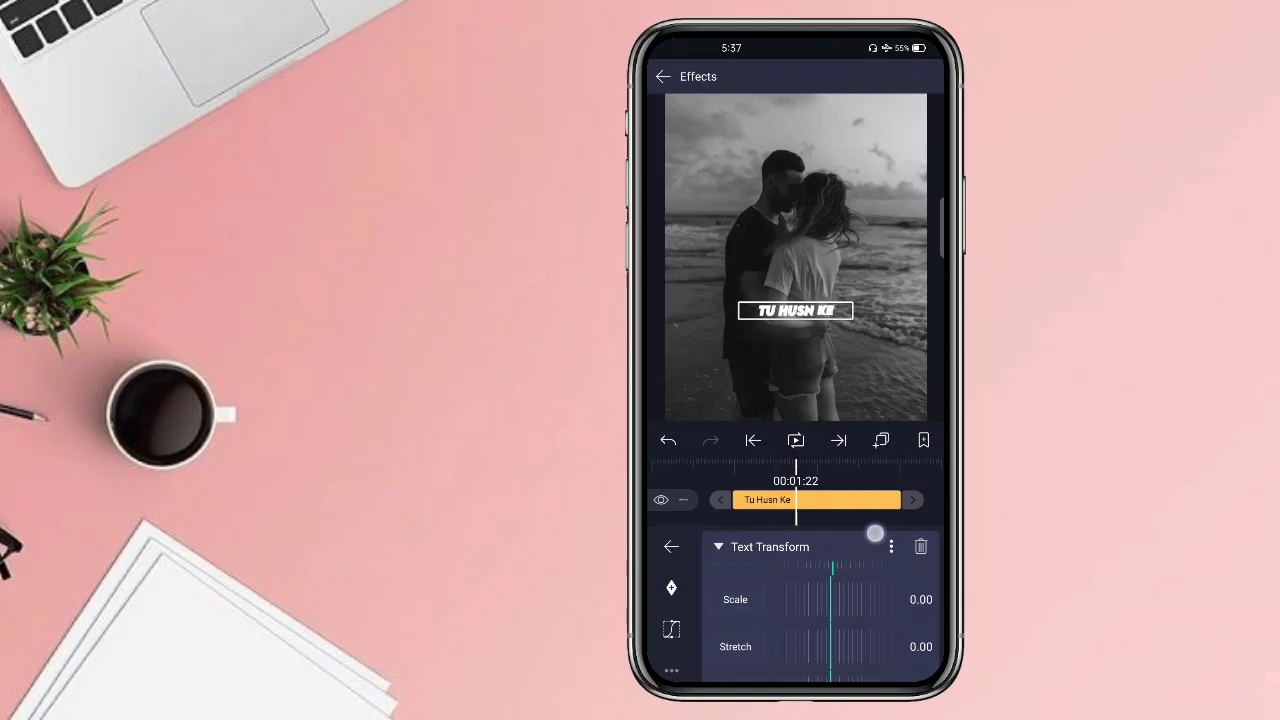 5:37
55%
Effects
TU HUSN KE
00:01:22
Tu Husn Ke
Text Transform
Scale 0.00
Stretch 0.00